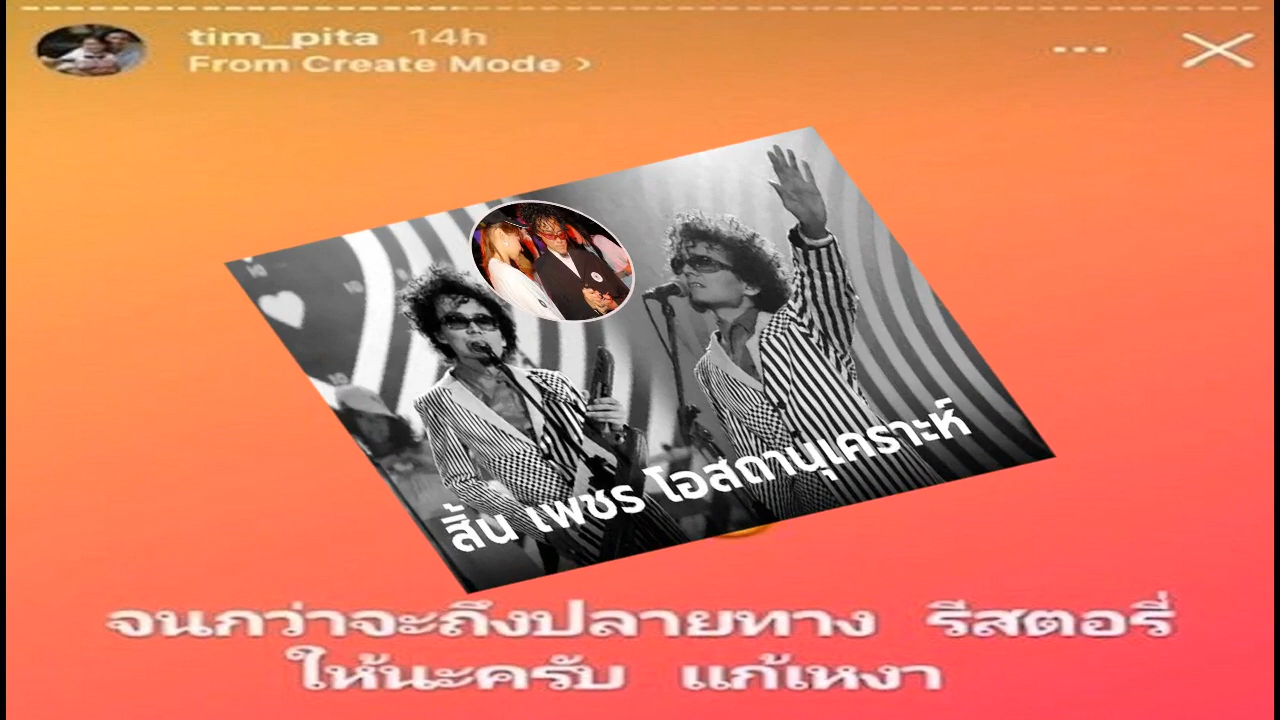 tim_pita 14h
From Create Mode >
สิ้น เพชร โอสถานุเคราะห์
จนกว่าจะถึงปลายทาง รีสตอรี่
ให้นะครับ แก้เหงา